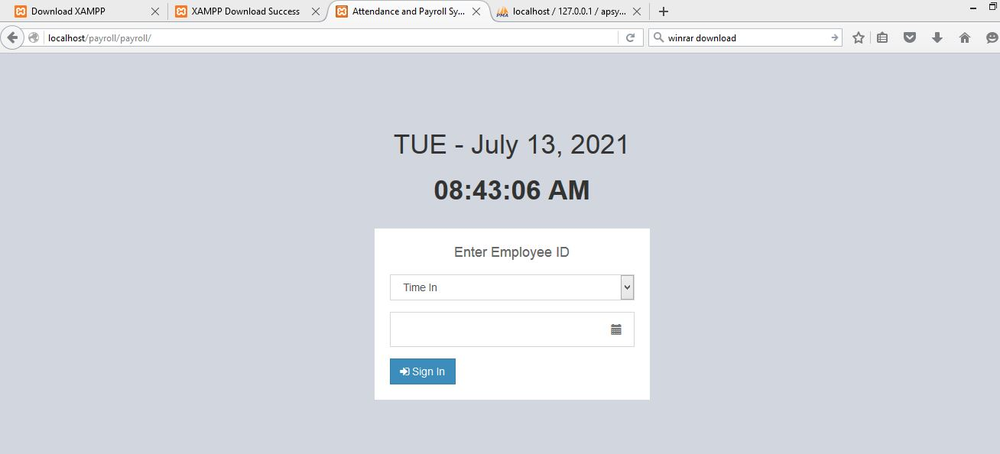 Download XAMPP
XAMPP Download Success
Attendance and Payroll Sy...
localhost / 127.0.0.1 / apsy...
localhost/payroll/payroll/
winrar download
TUE - July 13, 2021
08:43:06 AM
Enter Employee ID
Time In
Sign In